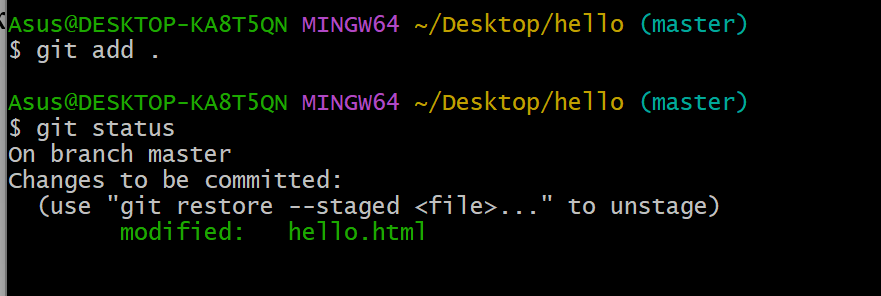 Asus@DESKTOP-KA8T5QN MINGW64 ~/Desktop/hello (master)
$ git add .
Asus@DESKTOP-KA8T5QN MINGW64 ~/Desktop/hello (master)
$ git status
On branch master
Changes to be committed:
  (use "git restore --staged <file>..." to unstage)
        modified:   hello.html